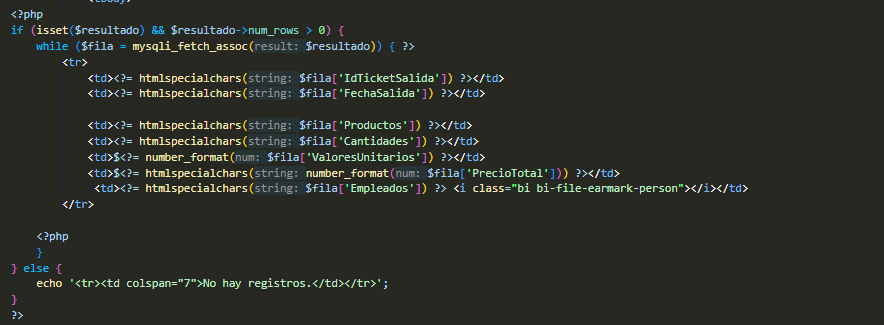 <?php
if (isset($resultado) && $resultado->num_rows > 0) {
    while ($fila = mysqli_fetch_assoc(result: $resultado)) { ?>
        <tr>
            <td><?= htmlspecialchars(string: $fila['IdTicketSalida']) ?></td>
            <td><?= htmlspecialchars(string: $fila['FechaSalida']) ?></td>

            <td><?= htmlspecialchars(string: $fila['Productos']) ?></td>
            <td><?= htmlspecialchars(string: $fila['Cantidades']) ?></td>
            <td>$<?= number_format(num: $fila['ValoresUnitarios']) ?></td>
            <td>$<?= htmlspecialchars(string: number_format(num: $fila['PrecioTotal'])) ?></td>
             <td><?= htmlspecialchars(string: $fila['Empleados']) ?> <i class="bi bi-file-earmark-person"></i></td>
        </tr>

    <?php
    }
} else {
    echo '<tr><td colspan="7">No hay registros.</td></tr>';
}
?>